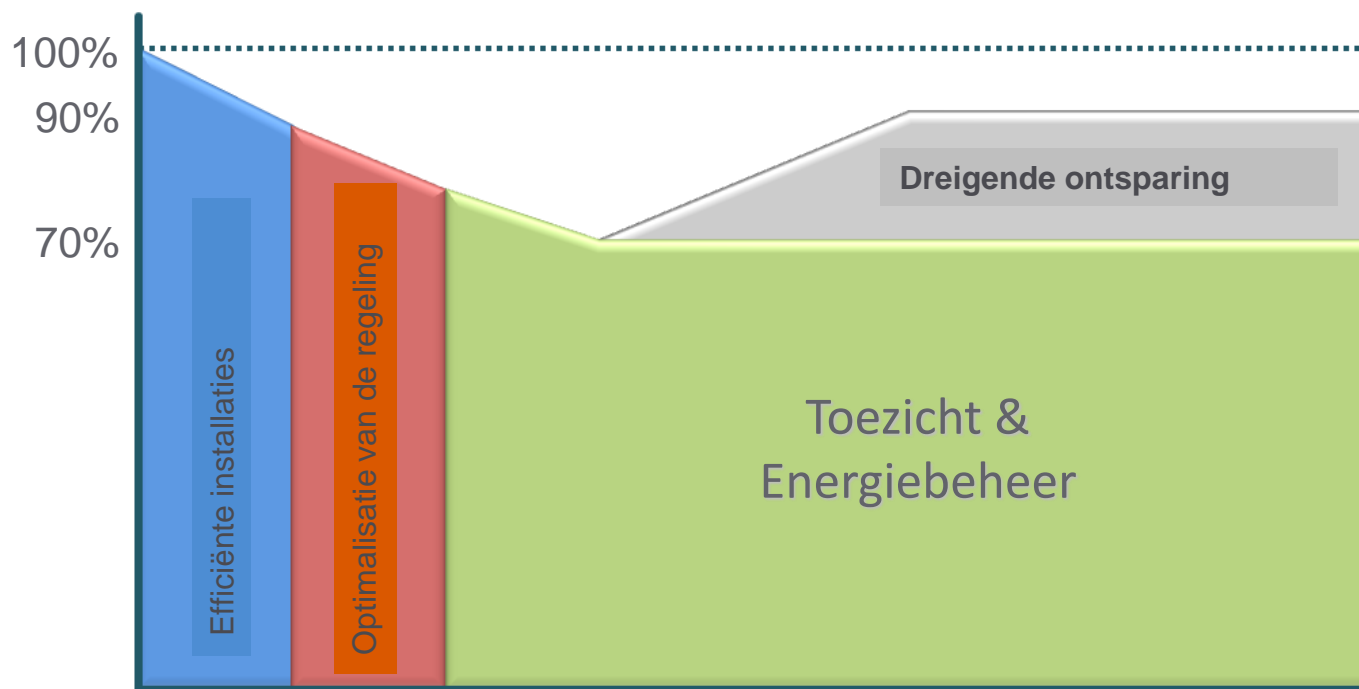 100%
90%
70%
Efficiënte installaties
Optimalisatie van de regeling
Dreigende ontsparing
Toezicht &
Energiebeheer